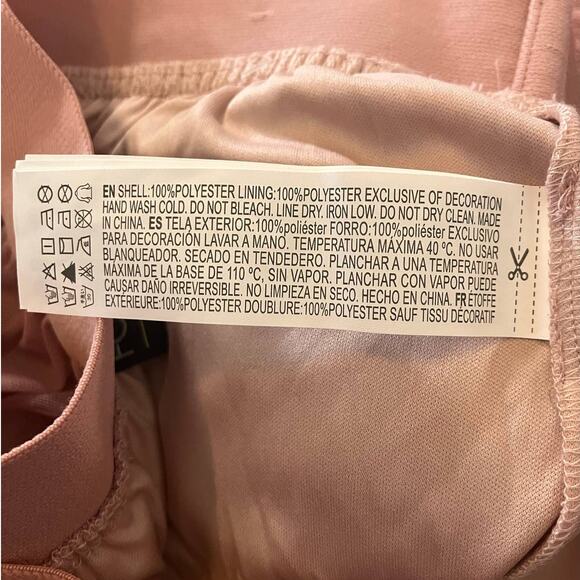 EN SHELL:100%POLYESTER LINING:100%POLYESTER EXCLUSIVE OF DECORATION
HAND WASH COLD. DO NOT BLEACH. LINE DRY. IRON LOW. DO NOT DRY CLEAN. MADE
IN CHINA. ES TELA EXTERIOR:100%poliéster FORRO:100%poliéster EXCLUSIVO
PARA DECORACIÓN LAVAR A MANO. TEMPERATURA MÁXIMA 40 ºC. NO USAR
BLANQUEADOR. SECADO EN TENDEDERO. PLANCHAR A UNA TEMPERATURA
MÁXIMA DE LA BASE DE 110 ºC, SIN VAPOR. PLANCHAR CON VAPOR PUEDE
CAUSAR DAÑO IRREVERSIBLE. NO LIMPIEZA EN SECO. HECHO EN CHINA. FR ÉTOFFE
EXTÉRIEURE:100%POLYESTER DOUBLURE:100%POLYESTER SAUF TISSU DÉCORATIF